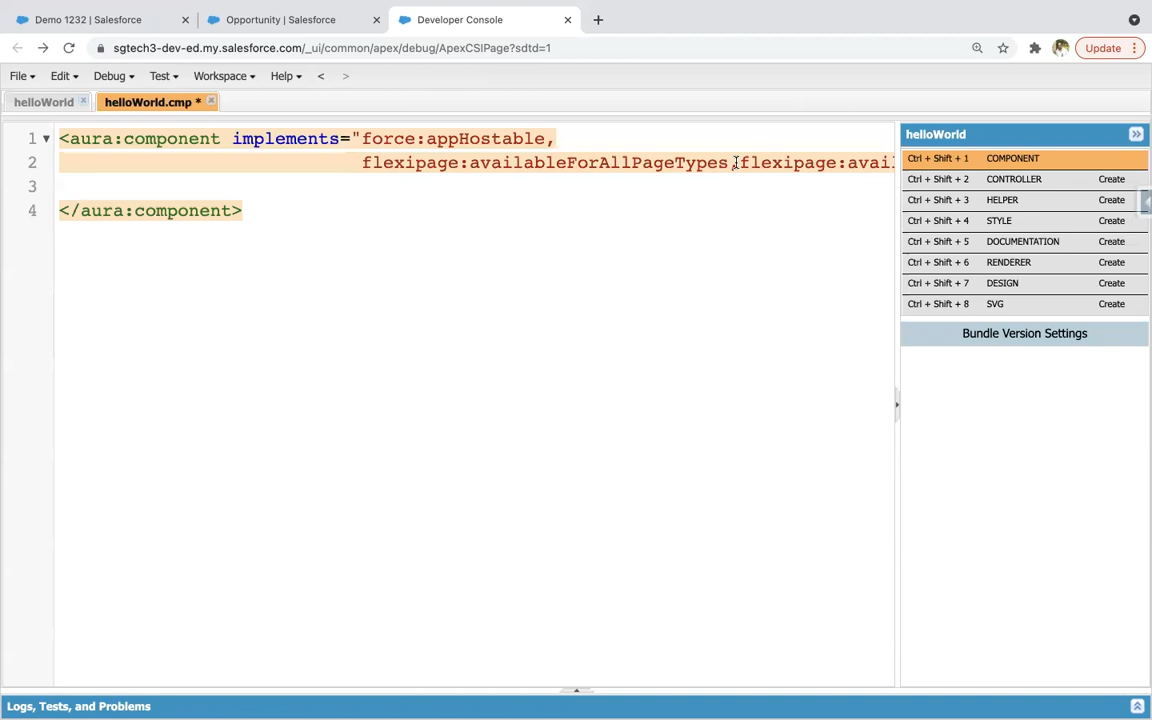 Demo 1232 | Salesforce
Opportunity | Salesforce
Developer Console
sgtech3-dev-ed.my.salesforce.com/_ui/common/apex/debug/ApexCSIPage?sdtd=1
Update
File Edit Debug Test Workspace Help < >
helloWorld
helloWorld.cmp *
1 <aura:component implements="force:appHostable,
2 flexipage:availableForAllPageTypes,flexipage:avail
3
4 </aura:component>
helloWorld
Ctrl + Shift + 1 COMPONENT
Ctrl + Shift + 2 CONTROLLER Create
Ctrl + Shift + 3 HELPER Create
Ctrl + Shift + 4 STYLE Create
Ctrl + Shift + 5 DOCUMENTATION Create
Ctrl + Shift + 6 RENDERER Create
Ctrl + Shift + 7 DESIGN Create
Ctrl + Shift + 8 SVG Create
Bundle Version Settings
Logs, Tests, and Problems